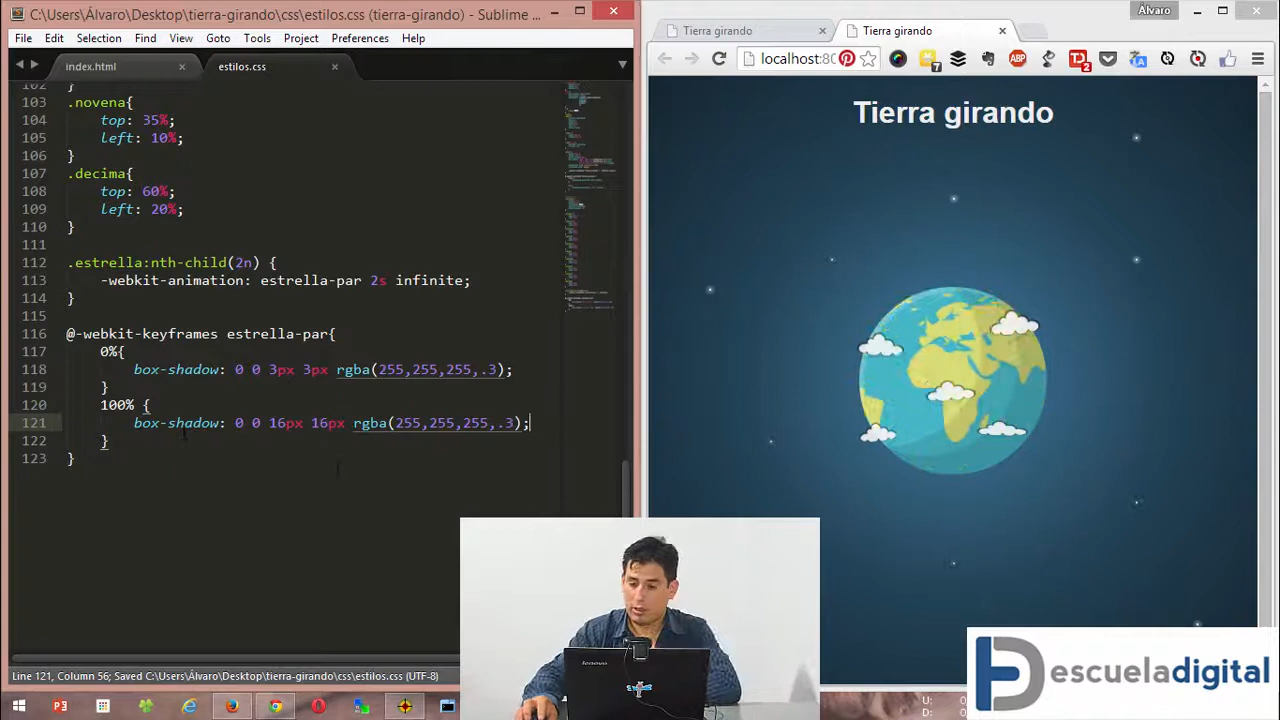 C:\Users\Álvaro\Desktop\tierra-girando\css\estilos.css (tierra-girando) - Sublime ...
File Edit Selection Find View Goto Tools Project Preferences Help
index.html
estilos.css
102 }
103 .novena{
104 top: 35%;
105 left: 10%;
106 }
107 .decima{
108 top: 60%;
109 left: 20%;
110 }
111
112 .estrella:nth-child(2n) {
113 -webkit-animation: estrella-par 2s infinite;
114 }
115
116 @-webkit-keyframes estrella-par{
117 0%{
118 box-shadow: 0 0 3px 3px rgba(255,255,255,.3);
119 }
120 100% {
121 box-shadow: 0 0 16px 16px rgba(255,255,255,.3);
122 }
123 }
Line 121, Column 56; Saved C:\Users\Álvaro\Desktop\tierra-girando\css\estilos.css (UTF-8)
Álvaro
Tierra girando
Tierra girando
localhost:80
7
ABP
2
Tierra girando
lenovo
escueladigital
U:
D: